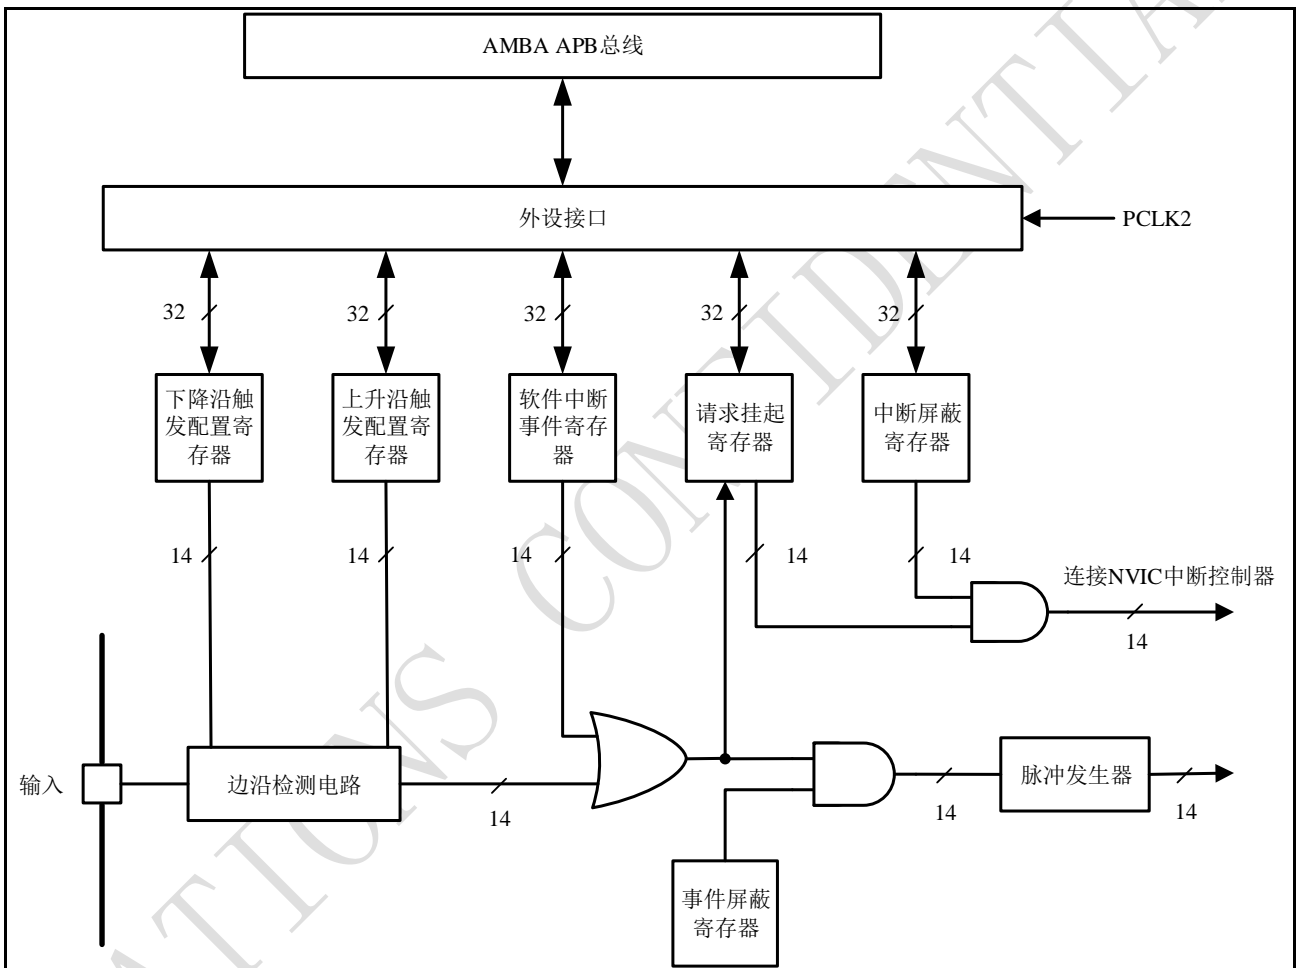 AMBA APB总线
外设接口
PCLK2
32
32
32
32
32
下降沿触
发配置寄
存器
上升沿触
发配置寄
存器
软件中断
事件寄存
器
请求挂起
寄存器
中断屏蔽
寄存器
14
14
14
14
14
连接NVIC中断控制器
14
输入
边沿检测电路
14
14
脉冲发生器
14
事件屏蔽
寄存器
ATIONS CONFIDENTIA